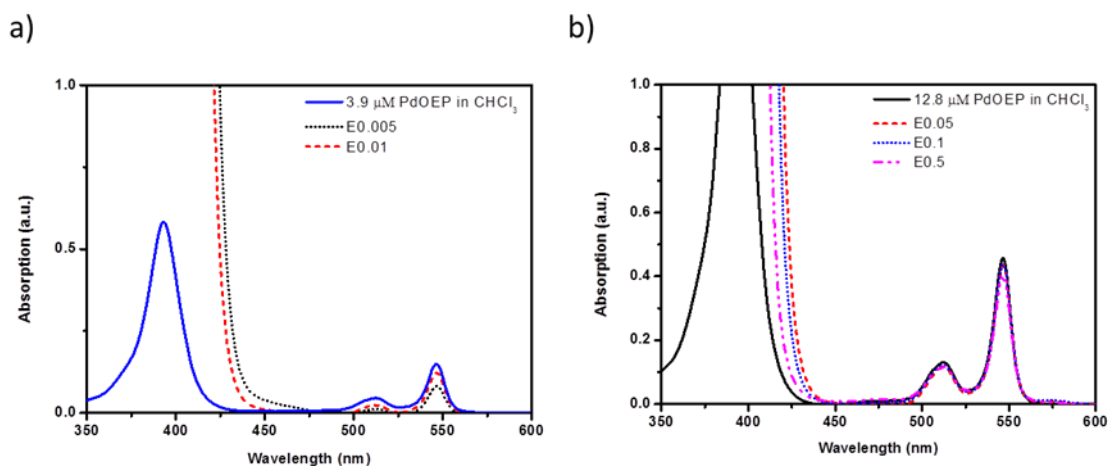 a)
b)
3.9 μM PdOEP in CHCl3
E0.005
E0.01
1.0
0.5
0.0
Absorption (a.u.)
350 400 450 500 550 600
Wavelength (nm)
12.8 μM PdOEP in CHCl3
E0.05
E0.1
E0.5
1.0
0.8
0.6
0.4
0.2
0.0
Absorption (a.u.)
350 400 450 500 550 600
Wavelength (nm)